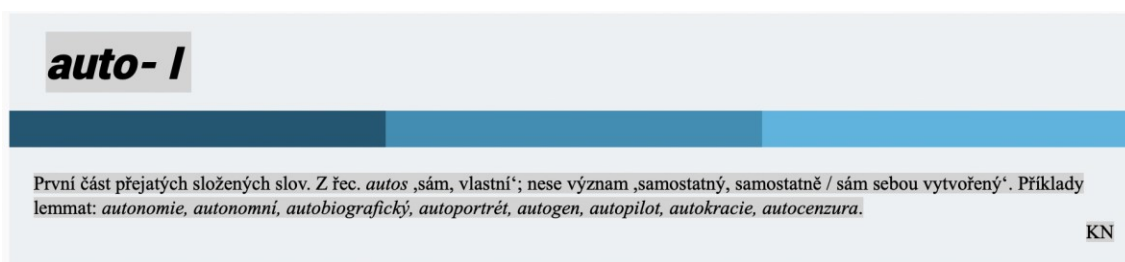 auto- I
První část přejatých složených slov. Z řec. autos ‚sám, vlastní‘; nese význam ‚samostatný, samostatně / sám sebou vytvořený‘. Příklady
lemmat: autonomie, autonomní, autobiografický, autoportrét, autogen, autopilot, autokracie, autocenzura.
KN